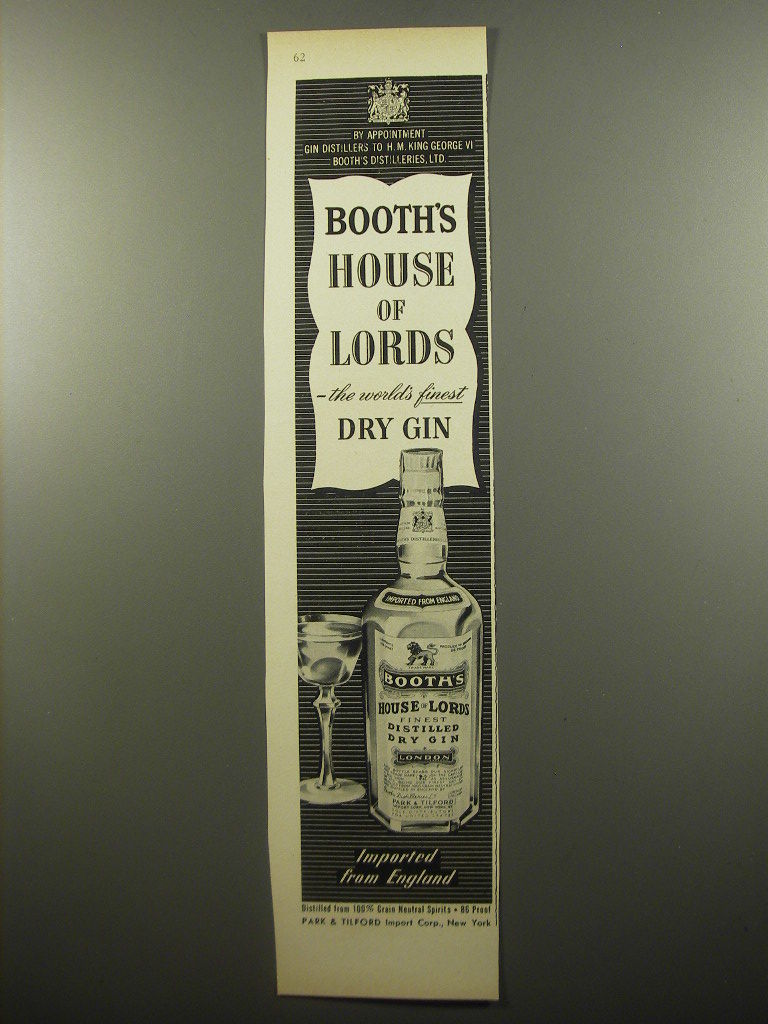 62
BY APPOINTMENT
GIN DISTILLERS TO H. M. KING GEORGE VI
BOOTH'S DISTILLERIES, LTD.
BOOTH'S
HOUSE
OF
LORDS
-the world's finest
DRY GIN
IMPORTED FROM ENGLAND
TRADE MARK
BOOTH'S
HOUSE OF LORDS
FINEST
DISTILLED
DRY GIN
LONDON
PARK & TILFORD
Imported
from England
Distilled from 100% Grain Neutral Spirits • 86 Proof
PARK & TILFORD Import Corp., New York